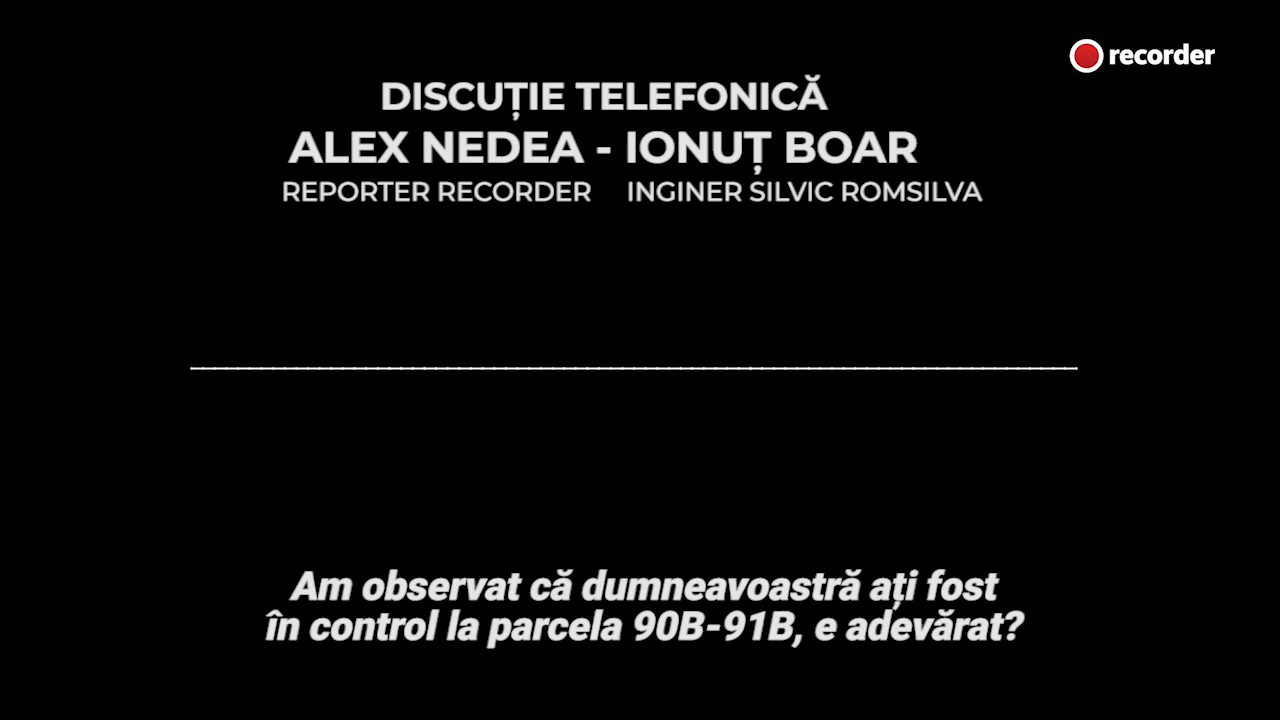 recorder
DISCUȚIE TELEFONICĂ
ALEX NEDEA - IONUȚ BOAR
REPORTER RECORDER INGINER SILVIC ROMSILVA
Am observat că dumneavoastră ați fost
în control la parcela 90B-91B, e adevărat?